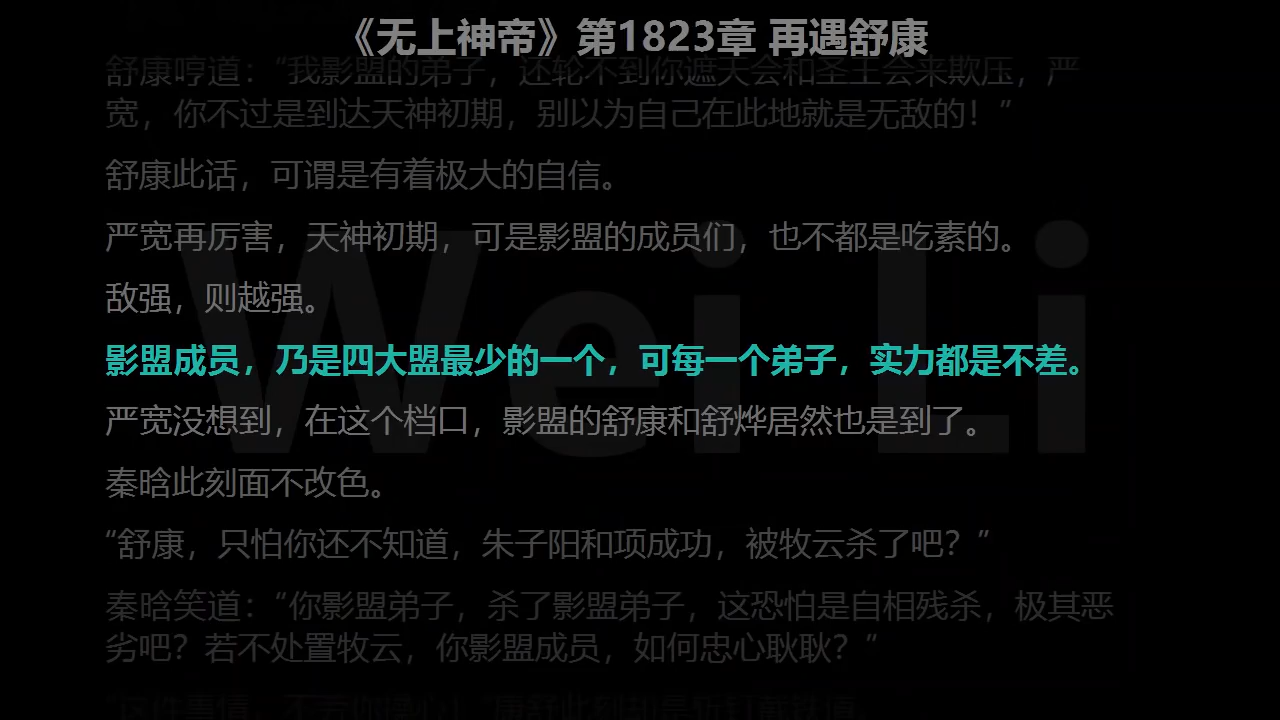 《无上神帝》第1823章 再遇舒康
舒康哼道：“我影盟的弟子，还轮不到你遮天会和圣王会来欺压，严
宽，你不过是到达天神初期，别以为自己在此地就是无敌的！”
舒康此话，可谓是有着极大的自信。
严宽再厉害，天神初期，可是影盟的成员们，也不都是吃素的。
敌强，则越强。
影盟成员，乃是四大盟最少的一个，可每一个弟子，实力都是不差。
严宽没想到，在这个档口，影盟的舒康和舒烨居然也是到了。
秦晗此刻面不改色。
“舒康，只怕你还不知道，朱子阳和项成功，被牧云杀了吧？”
秦晗笑道：“你影盟弟子，杀了影盟弟子，这恐怕是自相残杀，极其恶
劣吧？若不处置牧云，你影盟成员，如何忠心耿耿？”
Wei Li